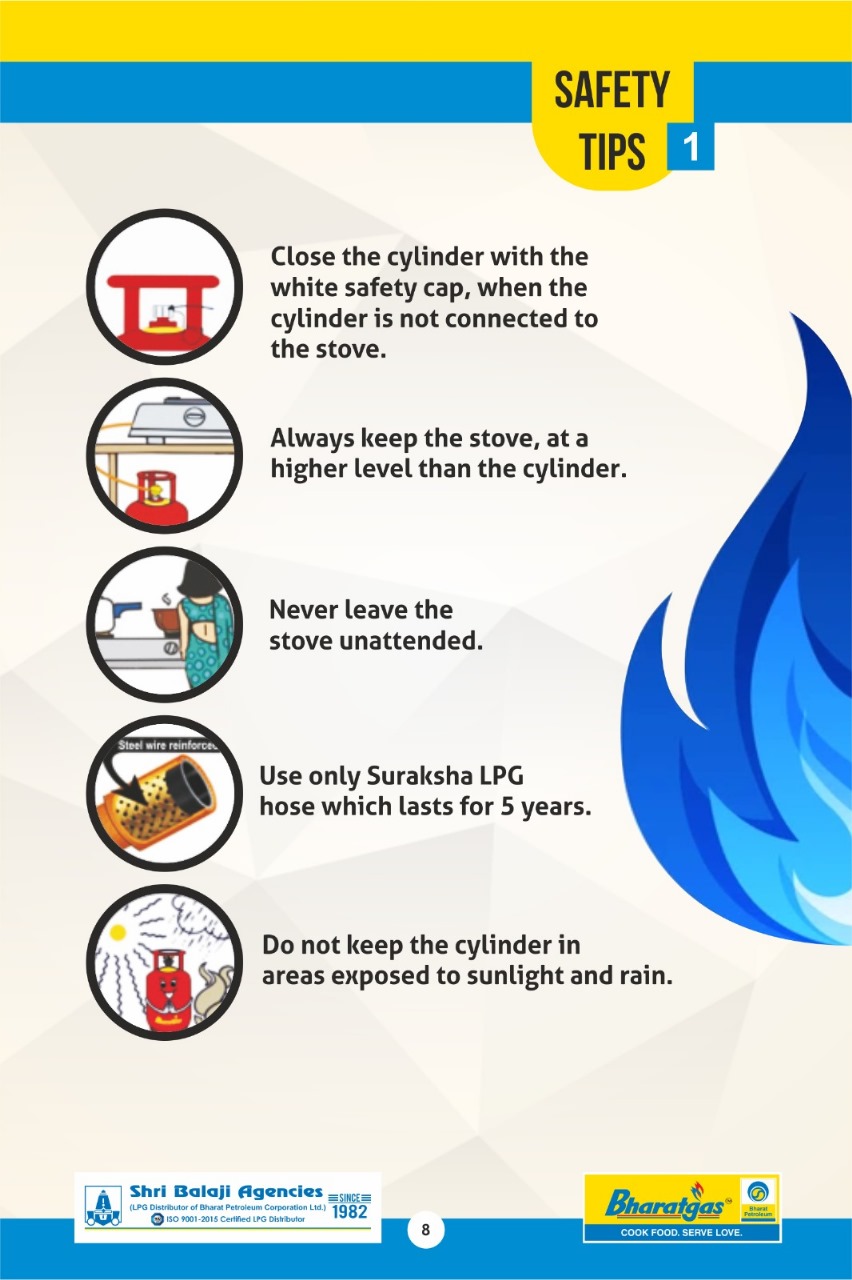 SAFETY
TIPS 1
Close the cylinder with the
white safety cap, when the
cylinder is not connected to
the stove.
Always keep the stove, at a
higher level than the cylinder.
Never leave the
stove unattended.
Steel wire reinforced
Use only Suraksha LPG
hose which lasts for 5 years.
Do not keep the cylinder in
areas exposed to sunlight and rain.
Shri Balaji Agencies
(LPG Distributor of Bharat Petroleum Corporation Ltd.)
ISO 9001-2015 Certified LPG Distributor
SINCE
1982
8
Bharatgas
COOK FOOD. SERVE LOVE.
Bharat
Petroleum